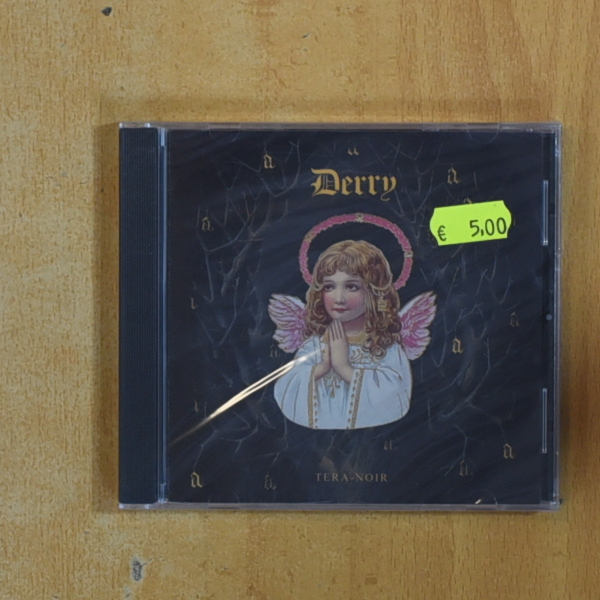 Derry
€ 5,00
TERA-NOIR